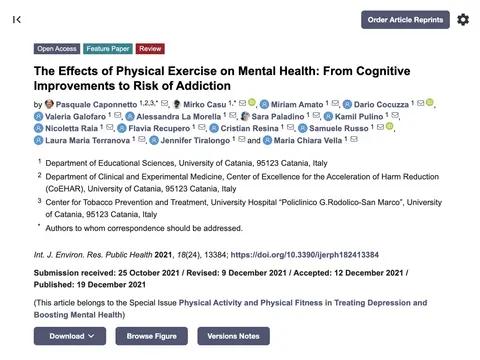 Order Article Reprints
Open Access Feature Paper Review
The Effects of Physical Exercise on Mental Health: From Cognitive
Improvements to Risk of Addiction
by Pasquale Caponnetto 1,2,3,* , Mirko Casu 1,* , Miriam Amato 1 , Dario Cocuzza 1 ,
Valeria Galofaro 1 , Alessandra La Morella 1 , Sara Paladino 1 , Kamil Pulino 1 ,
Nicoletta Raia 1 , Flavia Recupero 1 , Cristian Resina 1 , Samuele Russo 1 ,
Laura Maria Terranova 1 , Jennifer Tiralongo 1 and Maria Chiara Vella 1
1 Department of Educational Sciences, University of Catania, 95123 Catania, Italy
2 Department of Clinical and Experimental Medicine, Center of Excellence for the Acceleration of Harm Reduction
(CoEHAR), University of Catania, 95123 Catania, Italy
3 Center for Tobacco Prevention and Treatment, University Hospital “Policlinico G.Rodolico-San Marco”, University
of Catania, 95123 Catania, Italy
* Authors to whom correspondence should be addressed.
Int. J. Environ. Res. Public Health 2021, 18(24), 13384; https://doi.org/10.3390/ijerph182413384
Submission received: 25 October 2021 / Revised: 9 December 2021 / Accepted: 12 December 2021 /
Published: 19 December 2021
(This article belongs to the Special Issue Physical Activity and Physical Fitness in Treating Depression and
Boosting Mental Health)
Download Browse Figure Versions Notes